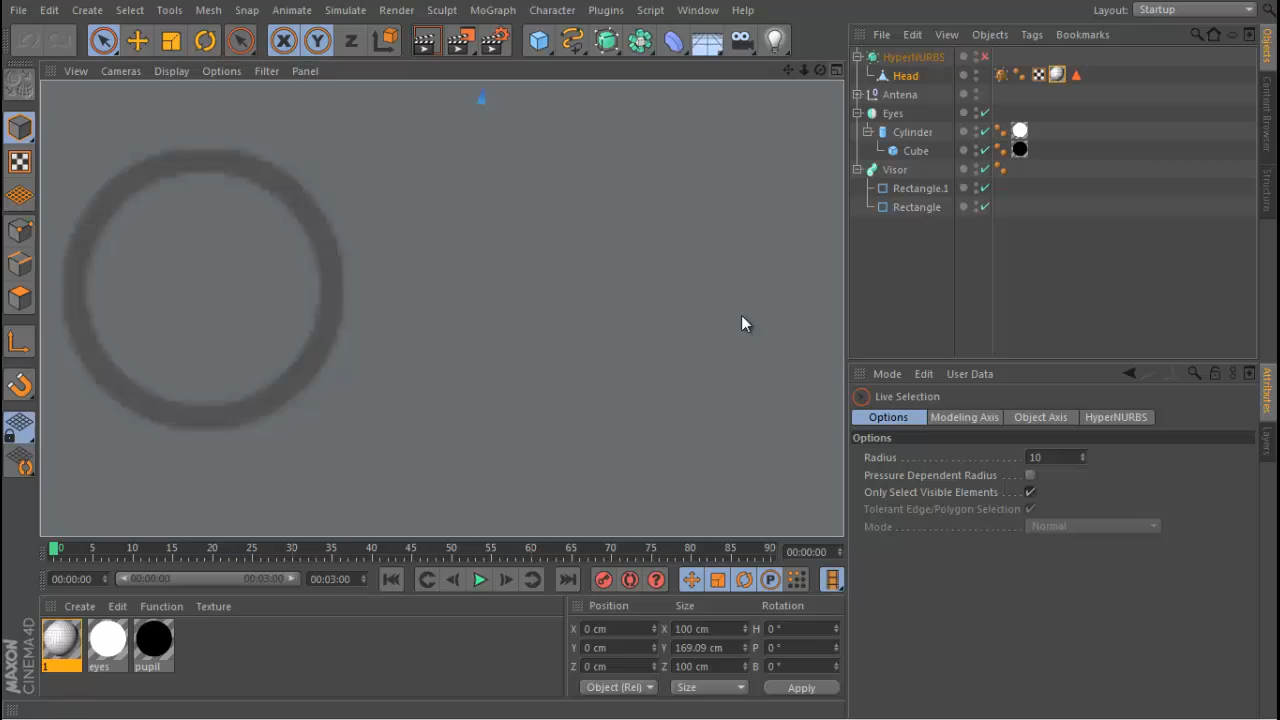 File Edit Create Select Tools Mesh Snap Animate Simulate Render Sculpt MoGraph Character Plugins Script Window Help Layout: Startup
X Y Z
View Cameras Display Options Filter Panel
File Edit View Objects Tags Bookmarks
HyperNURBS
Head
Antena
Eyes
Cylinder
Cube
Visor
Rectangle.1
Rectangle
Objects
Content Browser
Structure
Mode Edit User Data
Live Selection
Options Modeling Axis Object Axis HyperNURBS
Options
Radius 10
Pressure Dependent Radius
Only Select Visible Elements
Tolerant Edge/Polygon Selection
Mode Normal
Attributes
Layers
0 5 10 15 20 25 30 35 40 45 50 55 60 65 70 75 80 85 90 00:00:00
00:00:00 00:00:00 00:03:00 00:03:00
Create Edit Function Texture
1 eyes pupil
Position Size Rotation
X 0 cm X 100 cm H 0 °
Y 0 cm Y 169.09 cm P 0 °
Z 0 cm Z 100 cm B 0 °
Object (Rel) Size Apply
MAXON
CINEMA4D